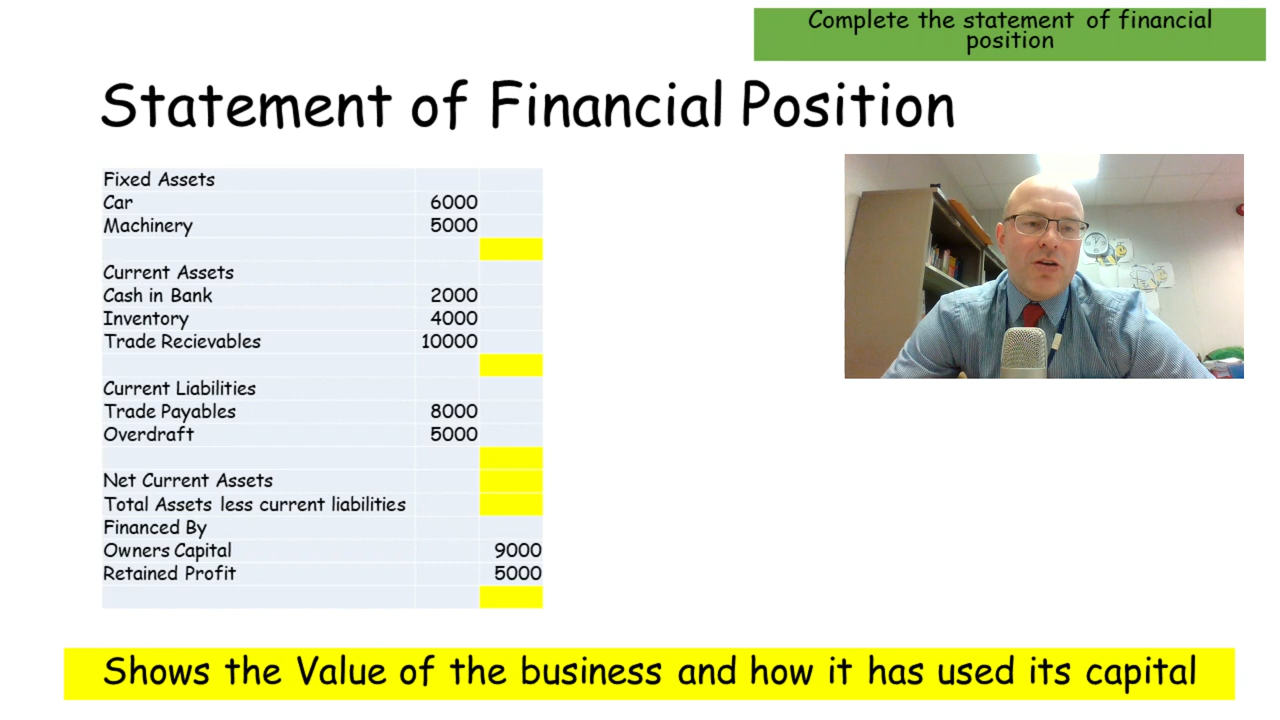 Complete the statement of financial
position
Statement of Financial Position
Fixed Assets
Car 6000
Machinery 5000
Current Assets
Cash in Bank 2000
Inventory 4000
Trade Recievables 10000
Current Liabilities
Trade Payables 8000
Overdraft 5000
Net Current Assets
Total Assets less current liabilities
Financed By
Owners Capital 9000
Retained Profit 5000
Shows the Value of the business and how it has used its capital